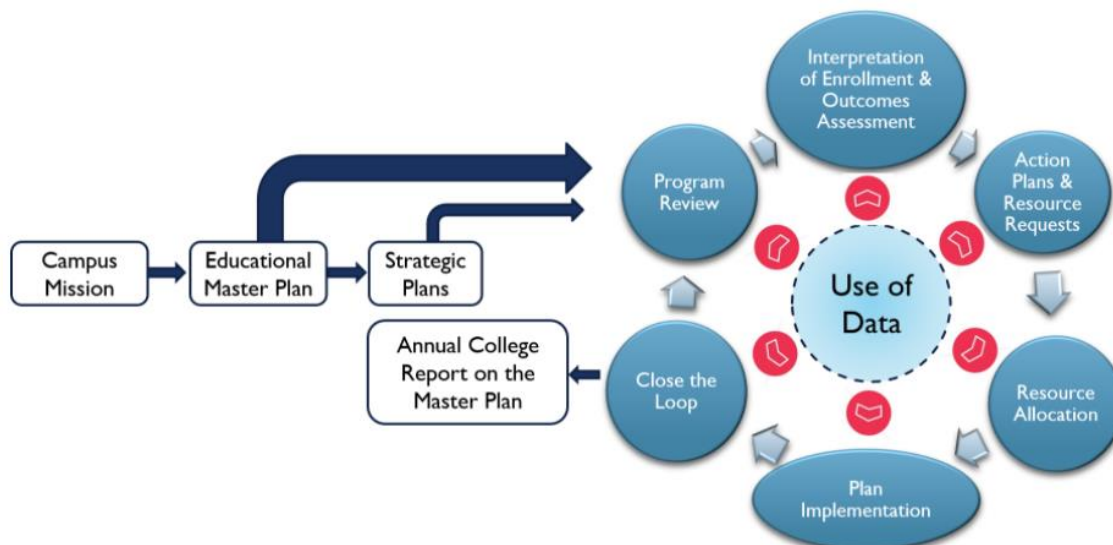 Interpretation
of Enrollment &
Outcomes
Assessment
Program
Review
Action
Plans &
Resource
Requests
Campus
Mission
Educational
Master Plan
Strategic
Plans
Use of
Data
Annual College
Report on the
Master Plan
Close the
Loop
Resource
Allocation
Plan
Implementation